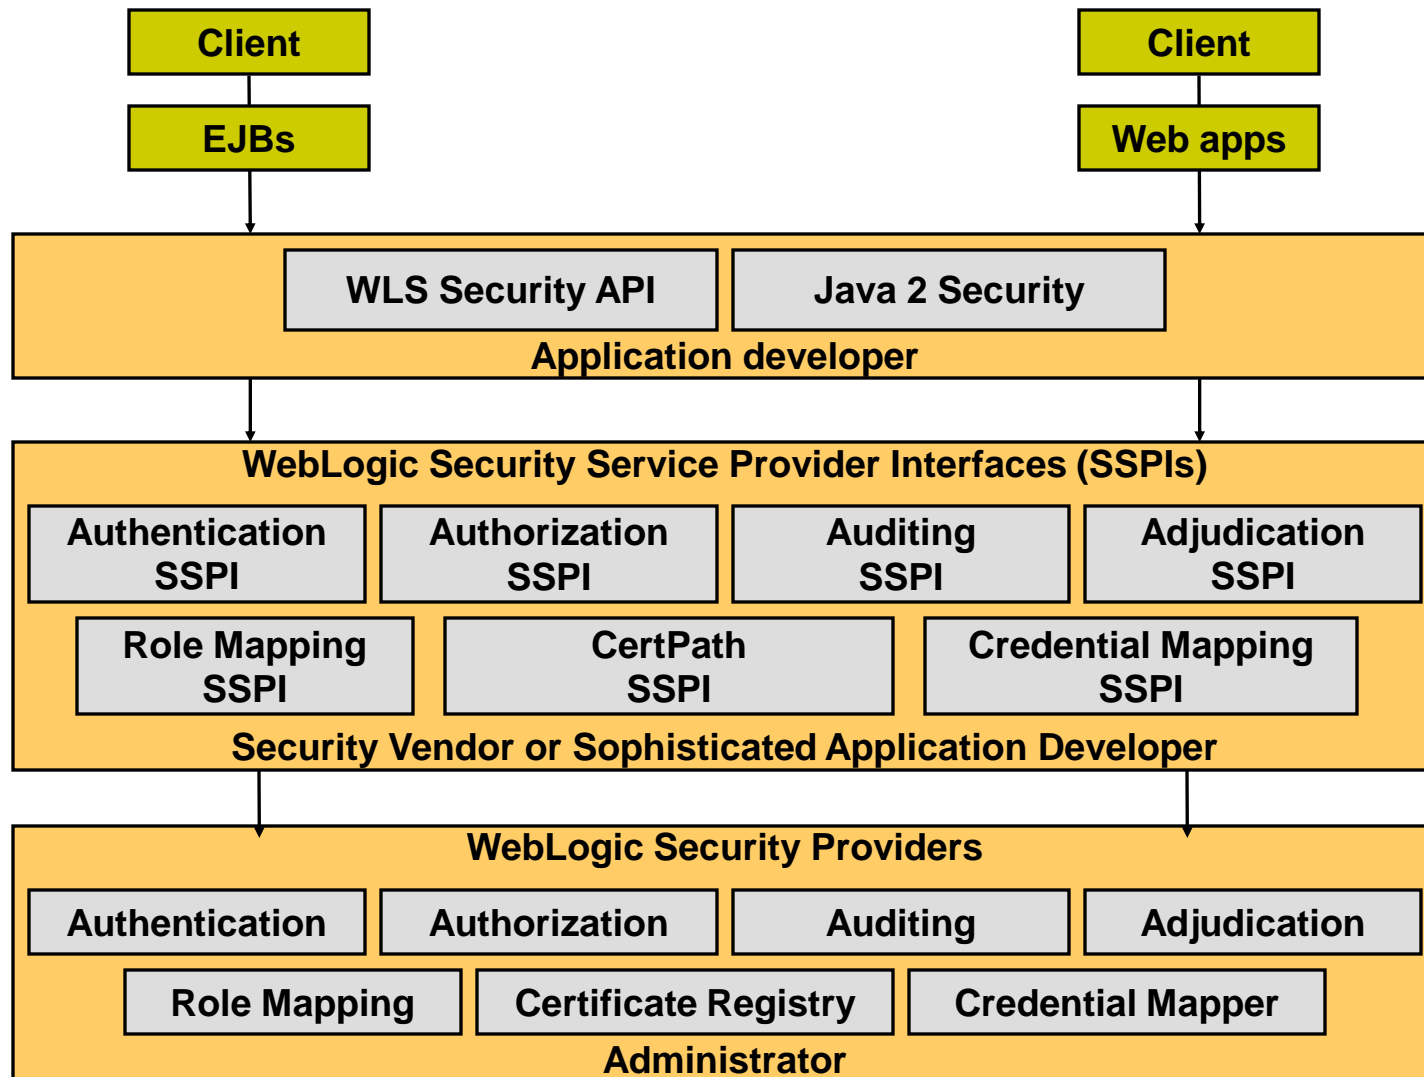 Client
Client
EJBs
Web apps
WLS Security API
Java 2 Security
Application developer
WebLogic Security Service Provider Interfaces (SSPIs)
Authentication
SSPI
Authorization
SSPI
Auditing
SSPI
Adjudication
SSPI
Role Mapping
SSPI
CertPath
SSPI
Credential Mapping
SSPI
Security Vendor or Sophisticated Application Developer
WebLogic Security Providers
Authentication
Authorization
Auditing
Adjudication
Role Mapping
Certificate Registry
Credential Mapper
Administrator